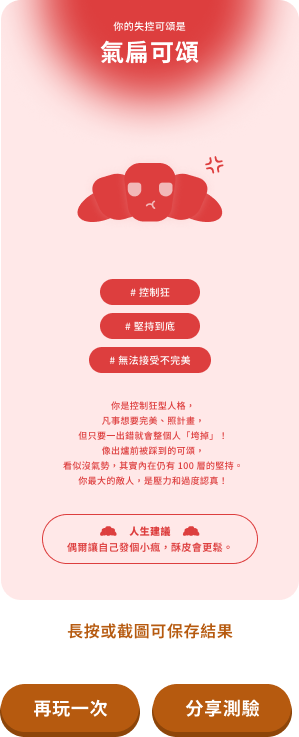 你的失控可頌是
氣扁可頌
# 控制狂
# 堅持到底
# 無法接受不完美
你是控制狂型人格，
凡事想要完美、照計畫，
但只要一出錯就會整個人「垮掉」！
像出爐前被踩到的可頌，
看似沒氣勢，其實內在仍有 100 層的堅持。
你最大的敵人，是壓力和過度認真！
人生建議
偶爾讓自己發個小瘋，酥皮會更鬆。
長按或截圖可保存結果
再玩一次
分享測驗